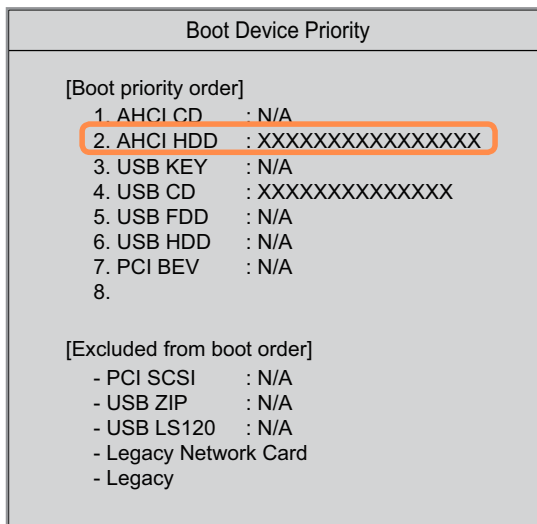 Boot Device Priority
[Boot priority order]
1. AHCI CD : N/A
2. AHCI HDD : XXXXXXXXXXXXXXXX
3. USB KEY : N/A
4. USB CD : XXXXXXXXXXXXXX
5. USB FDD : N/A
6. USB HDD : N/A
7. PCI BEV : N/A
8.
[Excluded from boot order]
- PCI SCSI : N/A
- USB ZIP : N/A
- USB LS120 : N/A
- Legacy Network Card
- Legacy